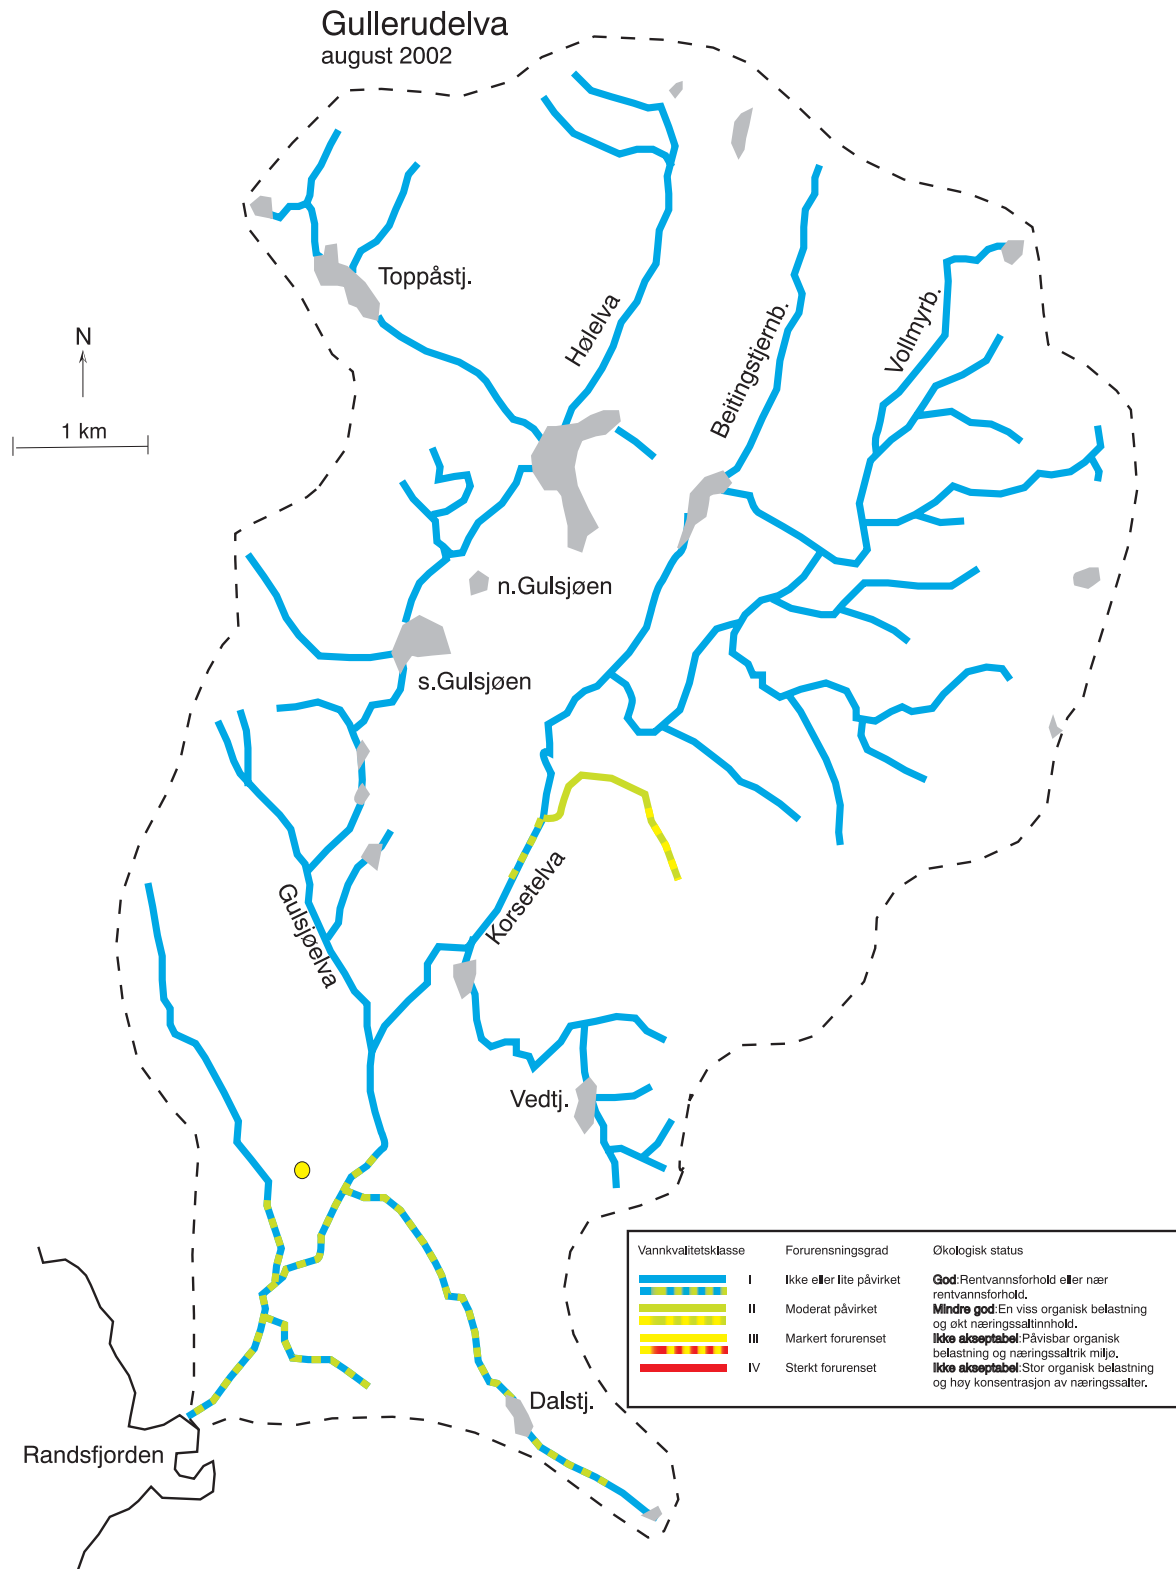 Gullerudelva
august 2002
Toppåstj.
Hølelva
Beitingstjernb.
Vollmyrb.
N
1 km
n.Gulsjøen
s.Gulsjøen
Gulsjøelva
Korsetelva
Vedtj.
Dalstj.
Randsfjorden
Vannkvalitetsklasse Forurensningsgrad Økologisk status
I Ikke eller lite påvirket God:Rentvannsforhold eller nær
rentvannsforhold.
II Moderat påvirket Mindre god:En viss organisk belastning
og økt næringssaltinnhold.
III Markert forurenset Ikke akseptabel:Påvisbar organisk
belastning og næringssaltrik miljø.
IV Sterkt forurenset Ikke akseptabel:Stor organisk belastning
og høy konsentrasjon av næringssalter.